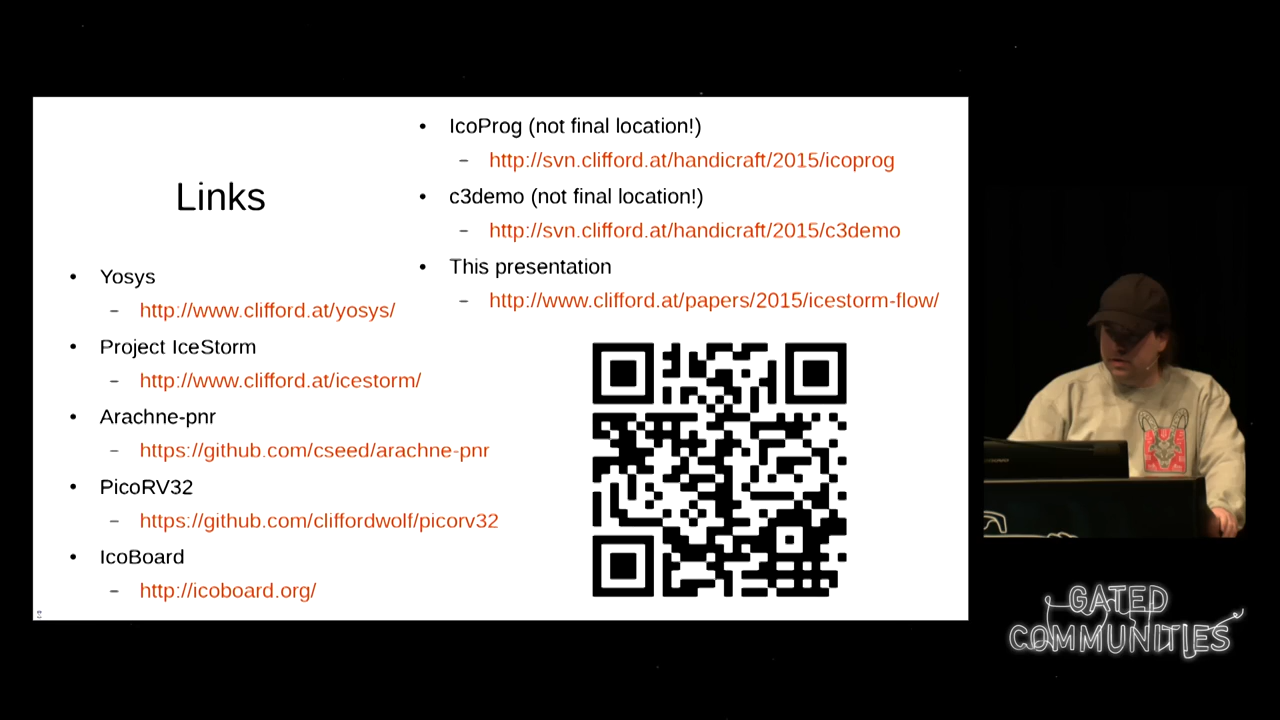 Links
• Yosys
– http://www.clifford.at/yosys/
• Project IceStorm
– http://www.clifford.at/icestorm/
• Arachne-pnr
– https://github.com/cseed/arachne-pnr
• PicoRV32
– https://github.com/cliffordwolf/picorv32
• IcoBoard
– http://icoboard.org/
• IcoProg (not final location!)
– http://svn.clifford.at/handicraft/2015/icoprog
• c3demo (not final location!)
– http://svn.clifford.at/handicraft/2015/c3demo
• This presentation
– http://www.clifford.at/papers/2015/icestorm-flow/
GATED
COMMUNITIES